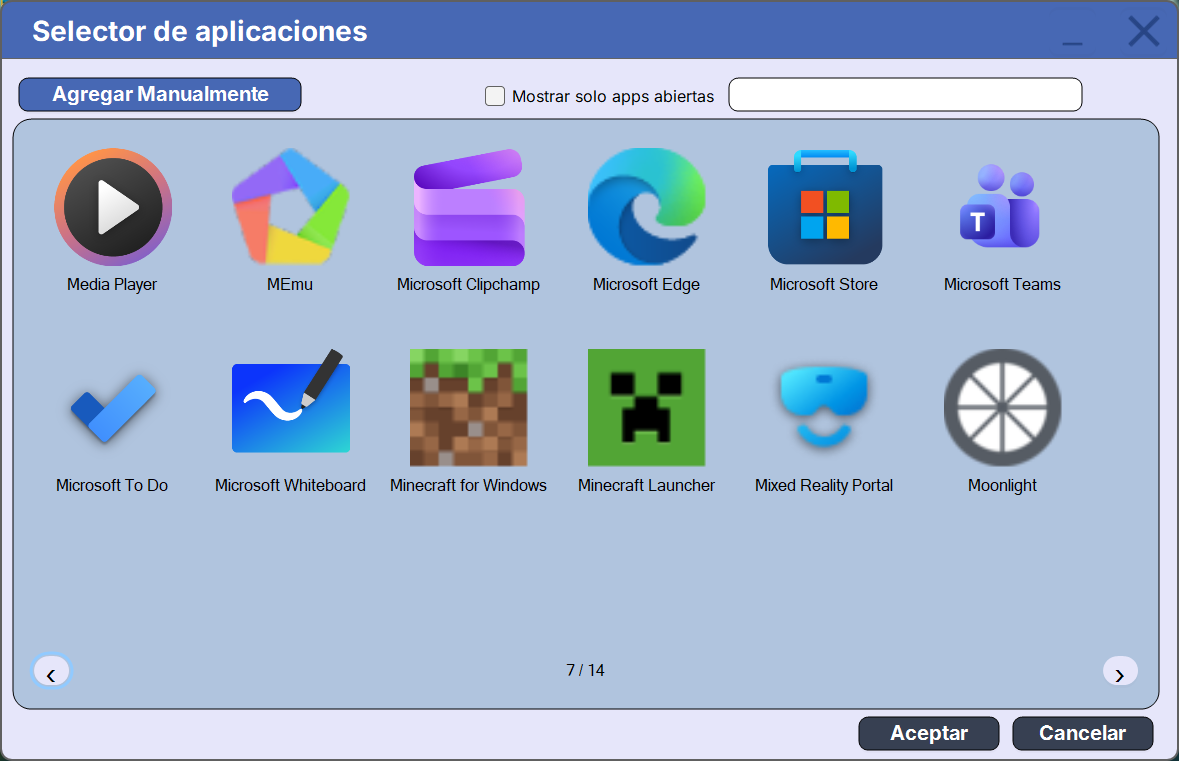 Selector de aplicaciones
Agregar Manualmente
Mostrar solo apps abiertas
Media Player
MEmu
Microsoft Clipchamp
Microsoft Edge
Microsoft Store
T
Microsoft Teams
Microsoft To Do
Microsoft Whiteboard
Minecraft for Windows
Minecraft Launcher
Mixed Reality Portal
Moonlight
‹
7 / 14
›
Aceptar
Cancelar